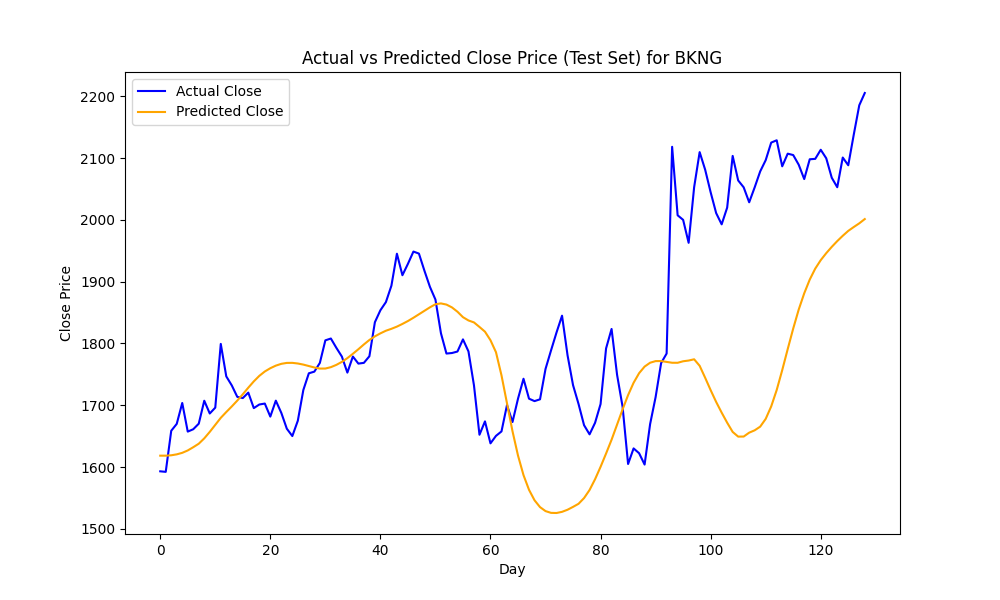 Actual vs Predicted Close Price (Test Set) for BKNG
Actual Close
Predicted Close
2200
2100
2000
1900
1800
1700
1600
1500
Close Price
0 20 40 60 80 100 120
Day